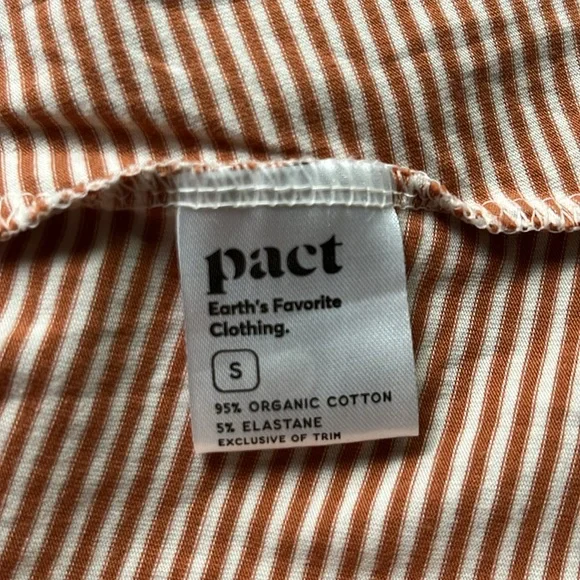 pact
Earth's Favorite
Clothing.
S
95% ORGANIC COTTON
5% ELASTANE
EXCLUSIVE OF TRIM